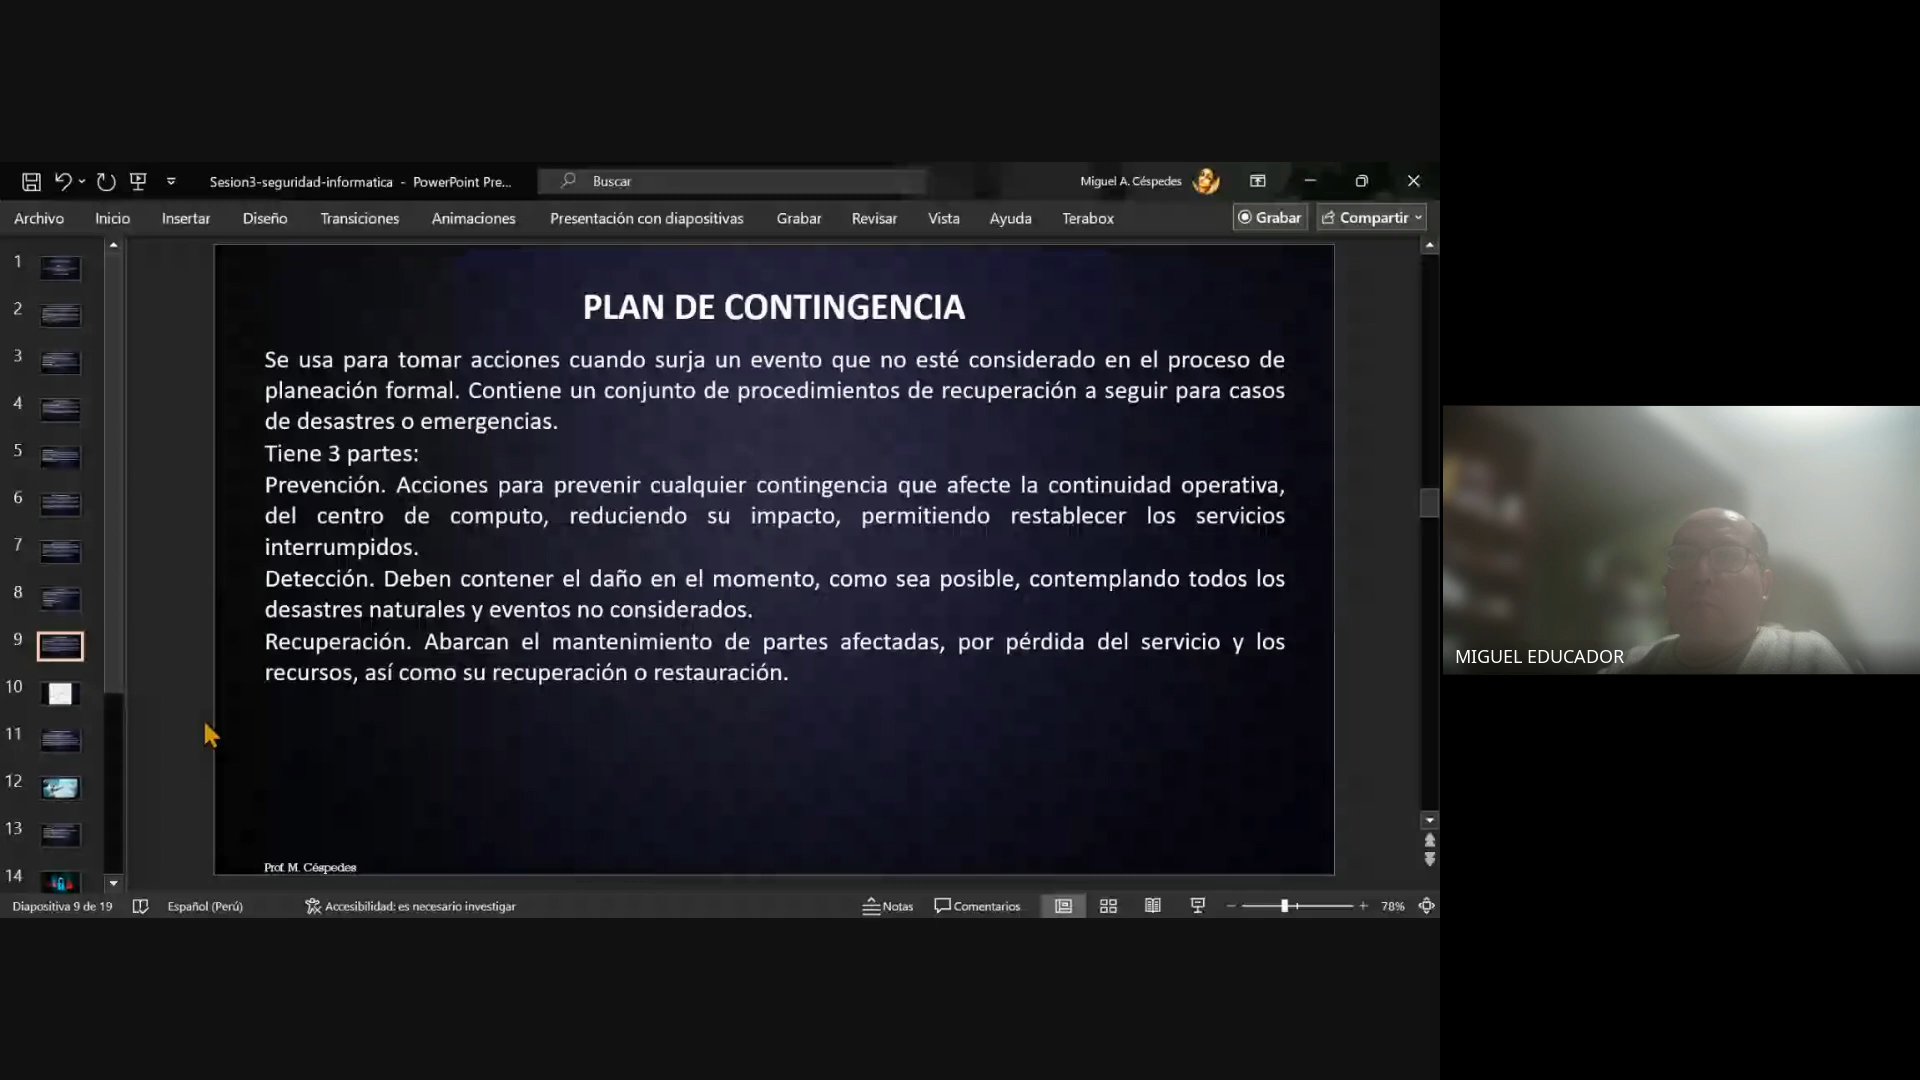 Sesion3-seguridad-informatica - PowerPoint Pre...
Buscar
Miguel A. Céspedes
Archivo Inicio Insertar Diseño Transiciones Animaciones Presentación con diapositivas Grabar Revisar Vista Ayuda Terabox Grabar Compartir
1
2
3
4
5
6
7
8
9
10
11
12
13
14
PLAN DE CONTINGENCIA
Se usa para tomar acciones cuando surja un evento que no esté considerado en el proceso de
planeación formal. Contiene un conjunto de procedimientos de recuperación a seguir para casos
de desastres o emergencias.
Tiene 3 partes:
Prevención. Acciones para prevenir cualquier contingencia que afecte la continuidad operativa,
del centro de computo, reduciendo su impacto, permitiendo restablecer los servicios
interrumpidos.
Detección. Deben contener el daño en el momento, como sea posible, contemplando todos los
desastres naturales y eventos no considerados.
Recuperación. Abarcan el mantenimiento de partes afectadas, por pérdida del servicio y los
recursos, así como su recuperación o restauración.
Prof. M. Céspedes
Diapositiva 9 de 19 Español (Perú) Accesibilidad: es necesario investigar Notas Comentarios 78%
MIGUEL EDUCADOR